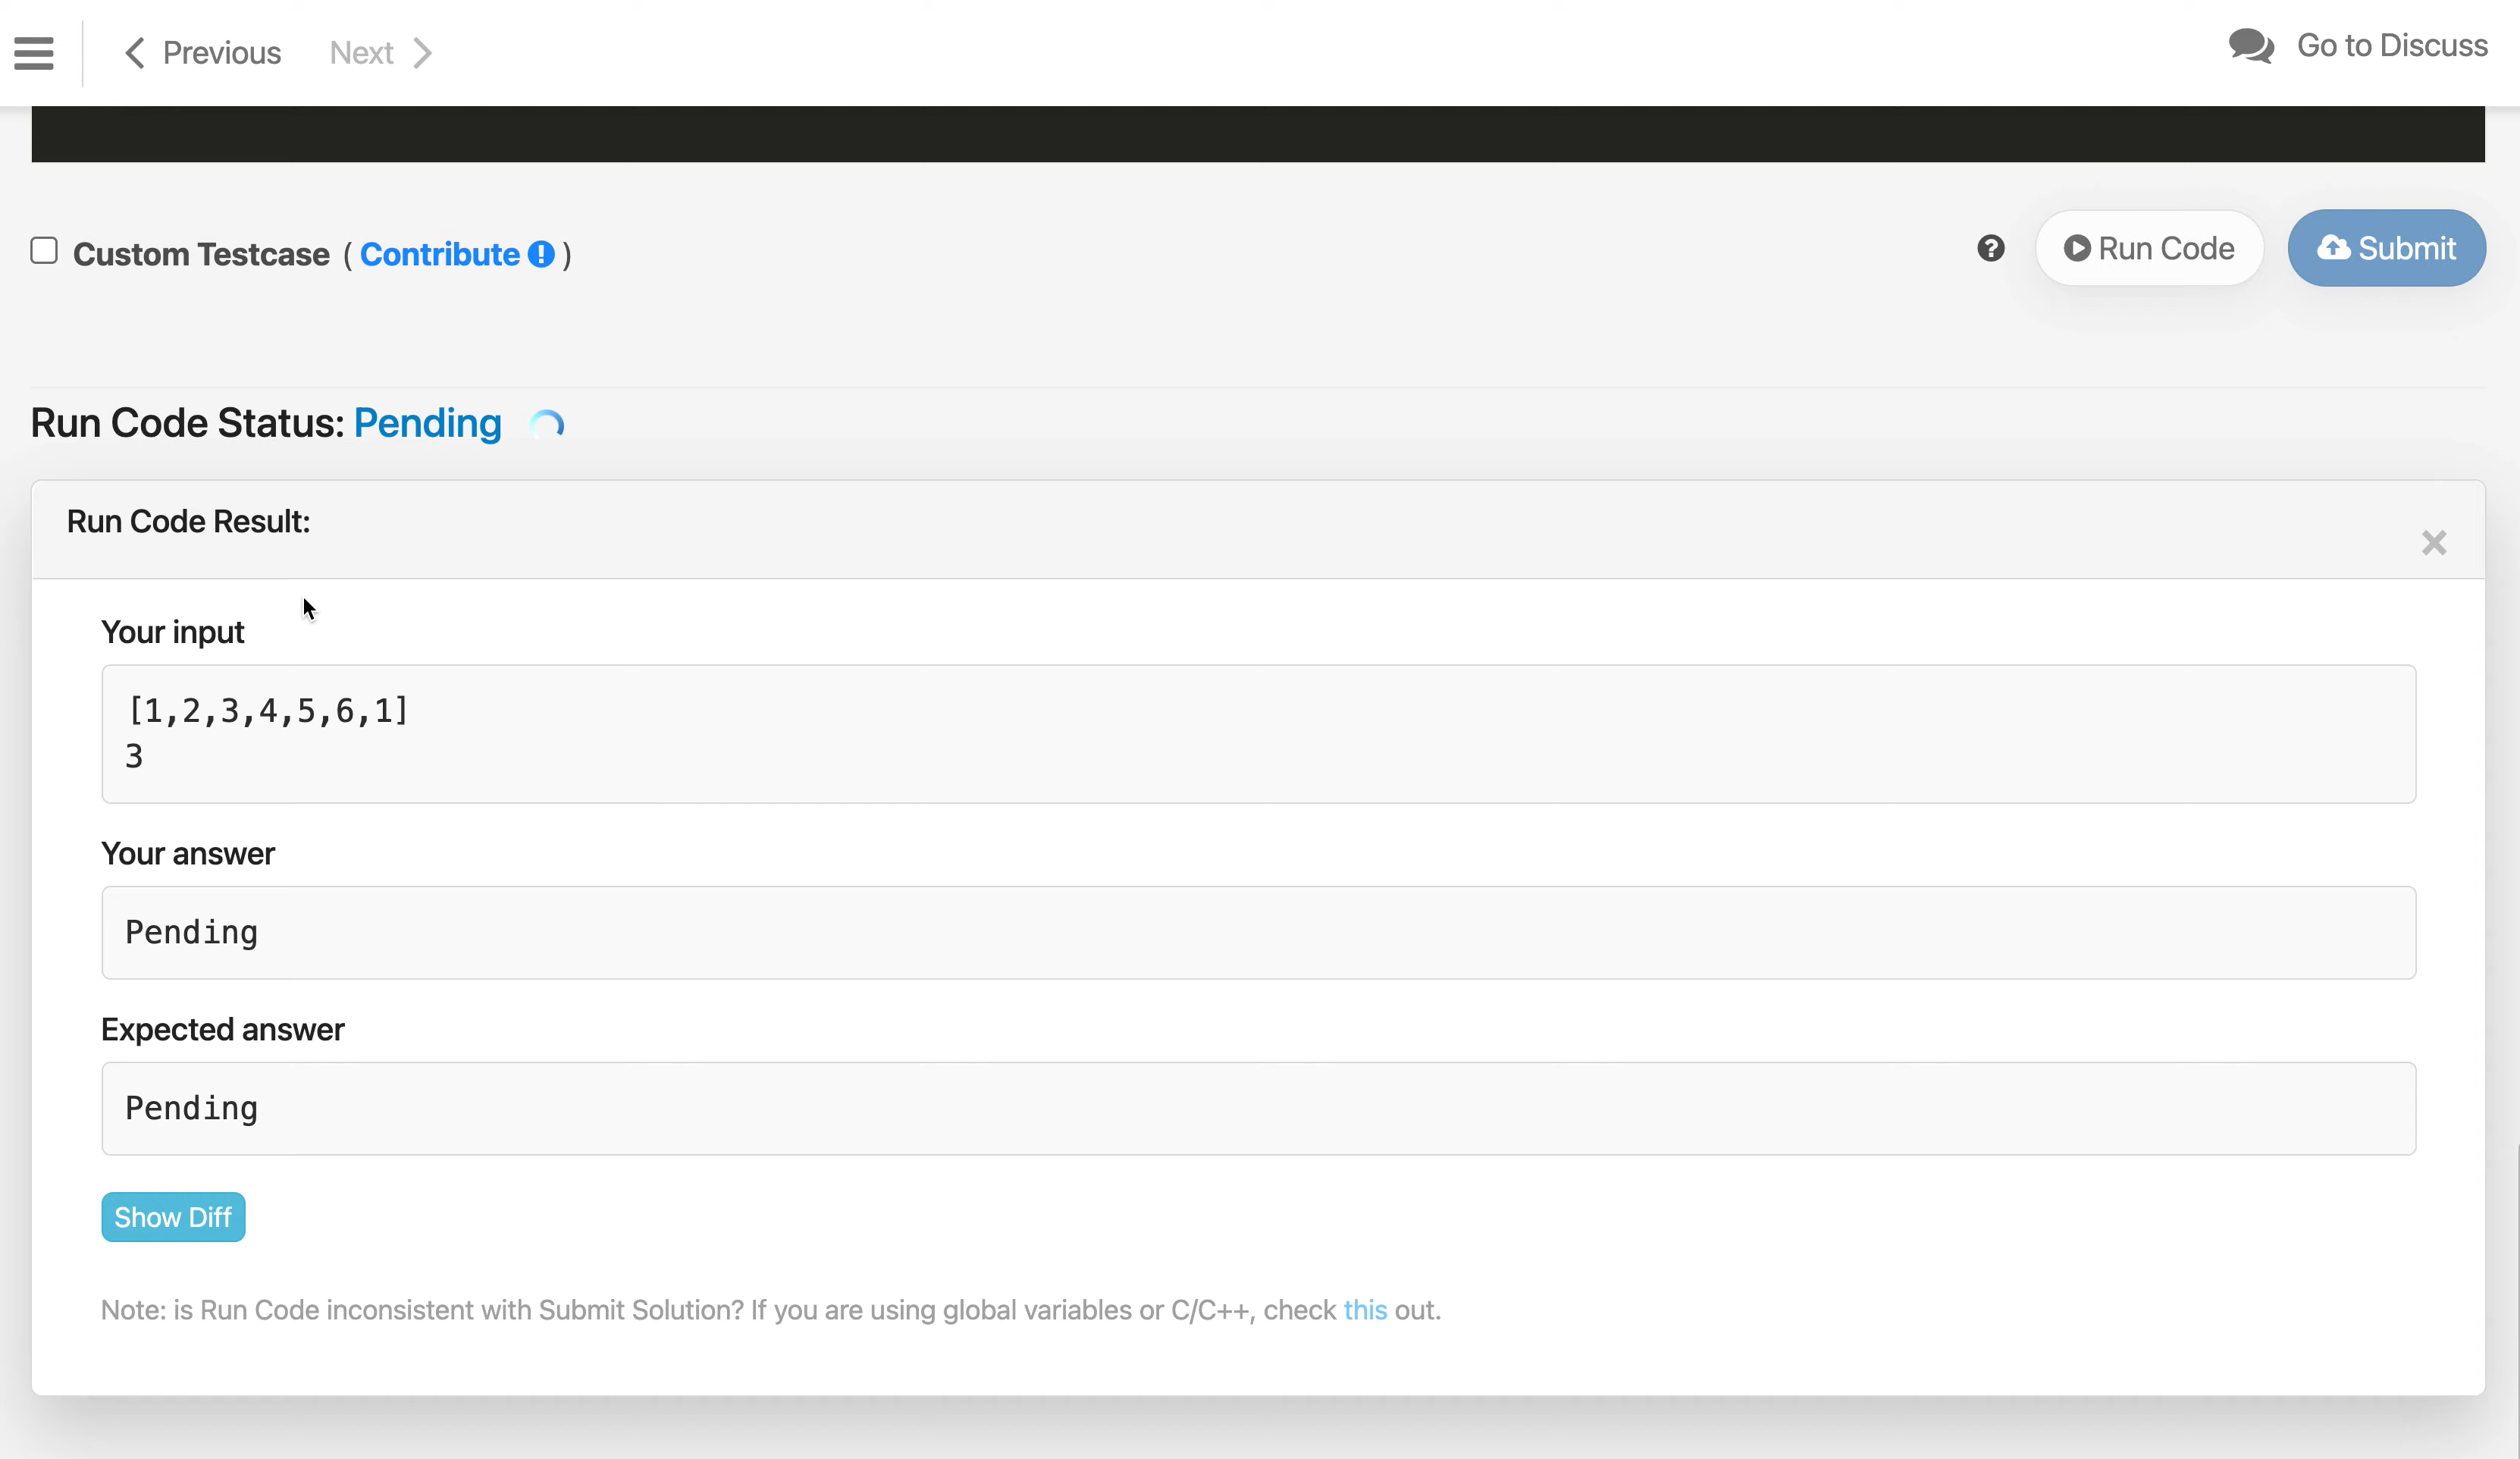 Previous Next Go to Discuss
Custom Testcase ( Contribute ) Run Code Submit
Run Code Status: Pending
Run Code Result:
Your input
[1,2,3,4,5,6,1]
3
Your answer
Pending
Expected answer
Pending
Show Diff
Note: is Run Code inconsistent with Submit Solution? If you are using global variables or C/C++, check this out.